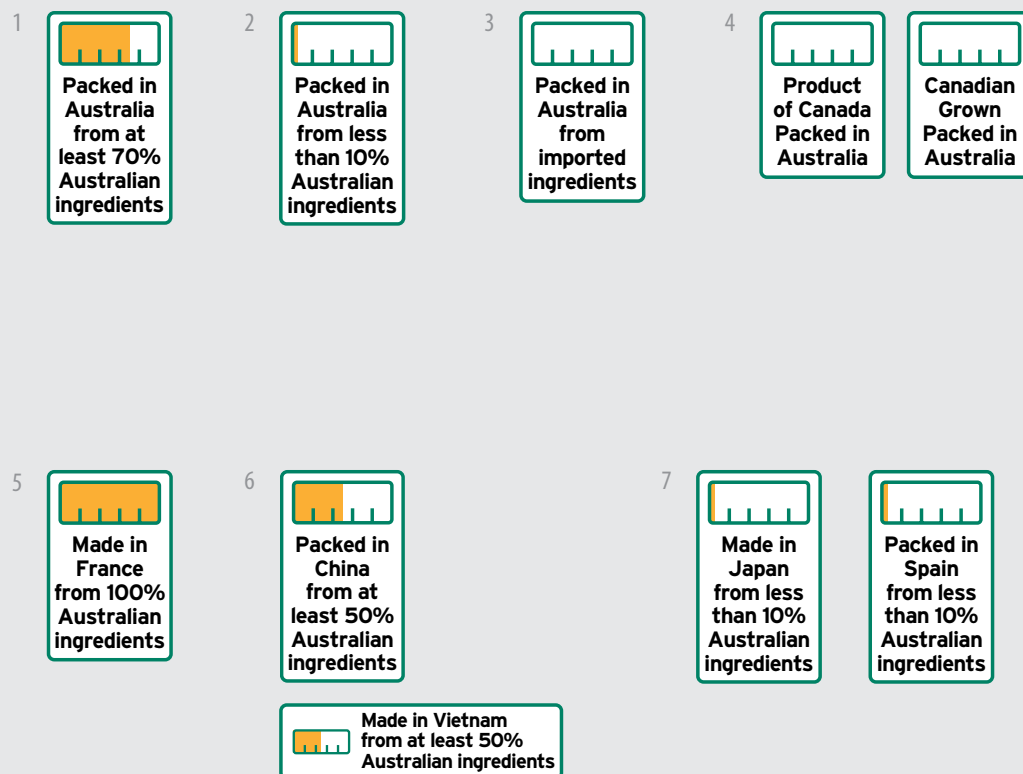 1
Packed in
Australia
from at
least 70%
Australian
ingredients
2
Packed in
Australia
from less
than 10%
Australian
ingredients
3
Packed in
Australia
from
imported
ingredients
4
Product
of Canada
Packed in
Australia
Canadian
Grown
Packed in
Australia
5
Made in
France
from 100%
Australian
ingredients
6
Packed in
China
from at
least 50%
Australian
ingredients
Made in Vietnam
from at least 50%
Australian ingredients
7
Made in
Japan
from less
than 10%
Australian
ingredients
Packed in
Spain
from less
than 10%
Australian
ingredients